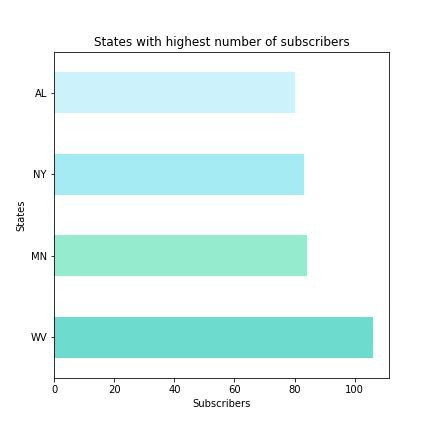 States with highest number of subscribers
AL
NY
MN
WV
States
0 20 40 60 80 100
Subscribers